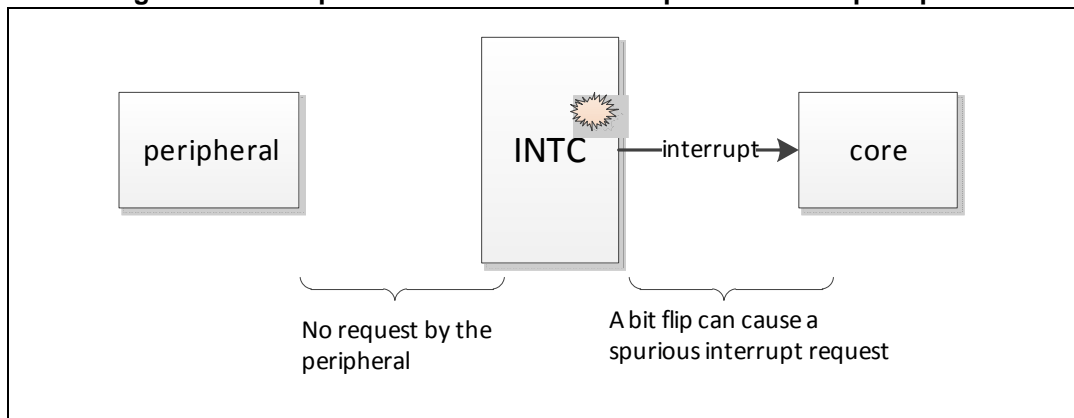 peripheral
INTC
interrupt
core
No request by the
peripheral
A bit flip can cause a
spurious interrupt request